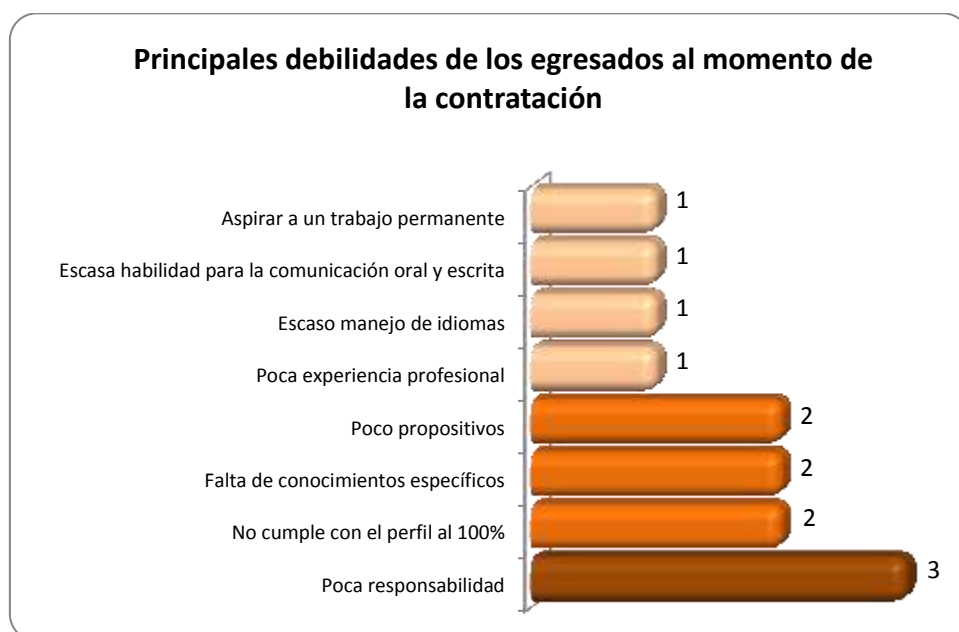 Principales debilidades de los egresados al momento de
la contratación
Aspirar a un trabajo permanente
1
Escasa habilidad para la comunicación oral y escrita
1
Escaso manejo de idiomas
1
Poca experiencia profesional
1
Poco propositivos
2
Falta de conocimientos específicos
2
No cumple con el perfil al 100%
2
Poca responsabilidad
3